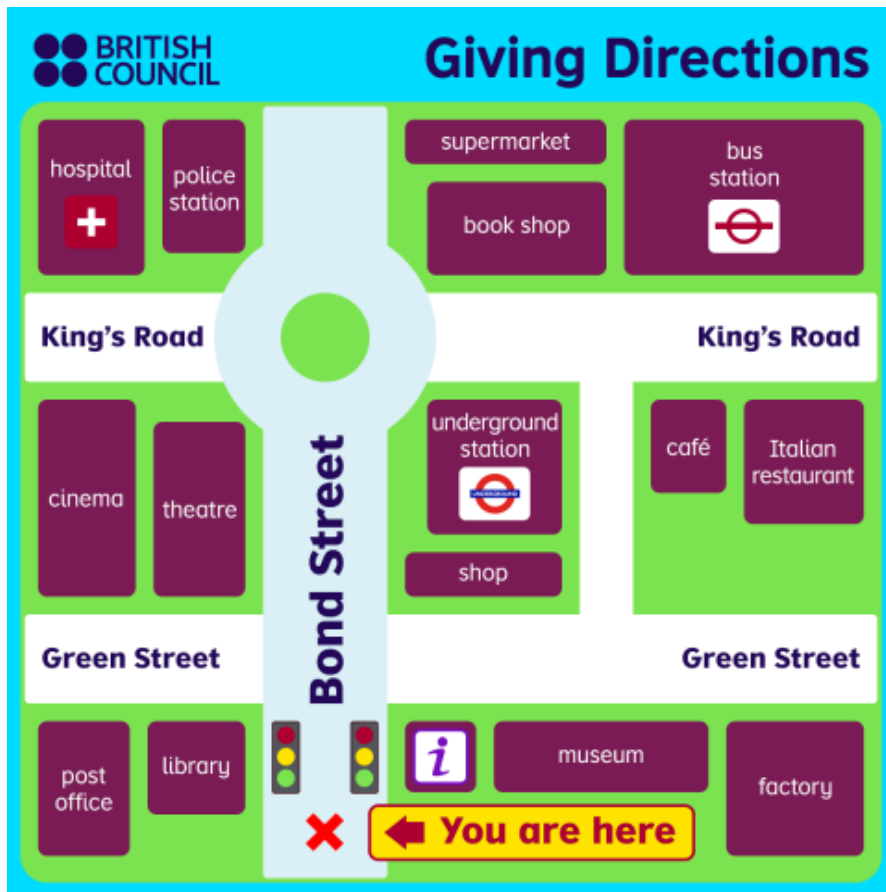 BRITISH
COUNCIL
Giving Directions
hospital
police
station
supermarket
book shop
bus
station
King's Road
King's Road
cinema
theatre
Bond Street
underground
station
UNDERGROUND
shop
café
Italian
restaurant
Green Street
Green Street
post
office
library
i
museum
factory
You are here